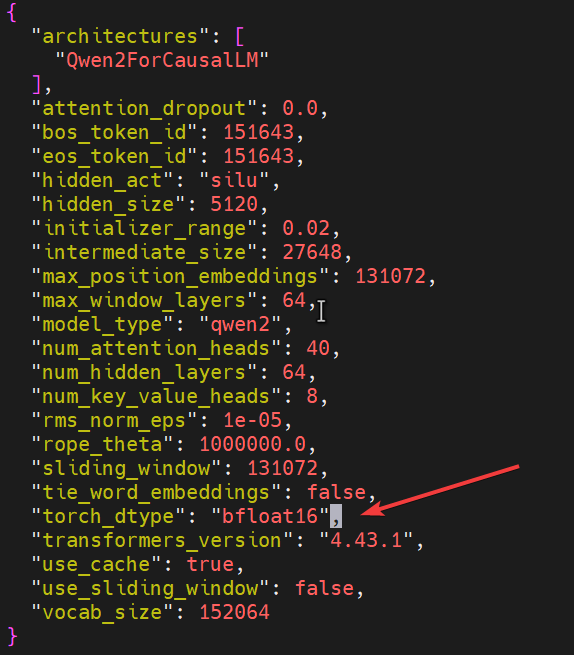 {
  "architectures": [
    "Qwen2ForCausalLM"
  ],
  "attention_dropout": 0.0,
  "bos_token_id": 151643,
  "eos_token_id": 151643,
  "hidden_act": "silu",
  "hidden_size": 5120,
  "initializer_range": 0.02,
  "intermediate_size": 27648,
  "max_position_embeddings": 131072,
  "max_window_layers": 64,
  "model_type": "qwen2",
  "num_attention_heads": 40,
  "num_hidden_layers": 64,
  "num_key_value_heads": 8,
  "rms_norm_eps": 1e-05,
  "rope_theta": 1000000.0,
  "sliding_window": 131072,
  "tie_word_embeddings": false,
  "torch_dtype": "bfloat16",
  "transformers_version": "4.43.1",
  "use_cache": true,
  "use_sliding_window": false,
  "vocab_size": 152064
}